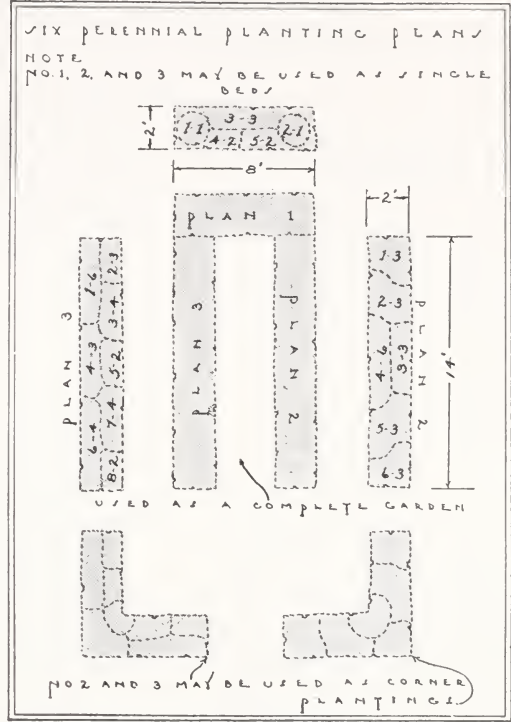 SIX PERENNIAL PLANTING PLANS
NOTE
NO. 1, 2, AND 3 MAY BE USED AS SINGLE
BEDS
2'
1-1
3-3
2-1
4-2
5-2
8'
PLAN 1
2'
PLAN 3
1-6
2-3
3-4
4-3
5-2
6-4
7-4
8-2
PLAN 3
PLAN 2
1-3
2-3
4-6
3-3
5-3
6-3
PLAN 2
14'
USED AS A COMPLETE GARDEN
NO 2 AND 3 MAY BE USED AS CORNER
PLANTINGS